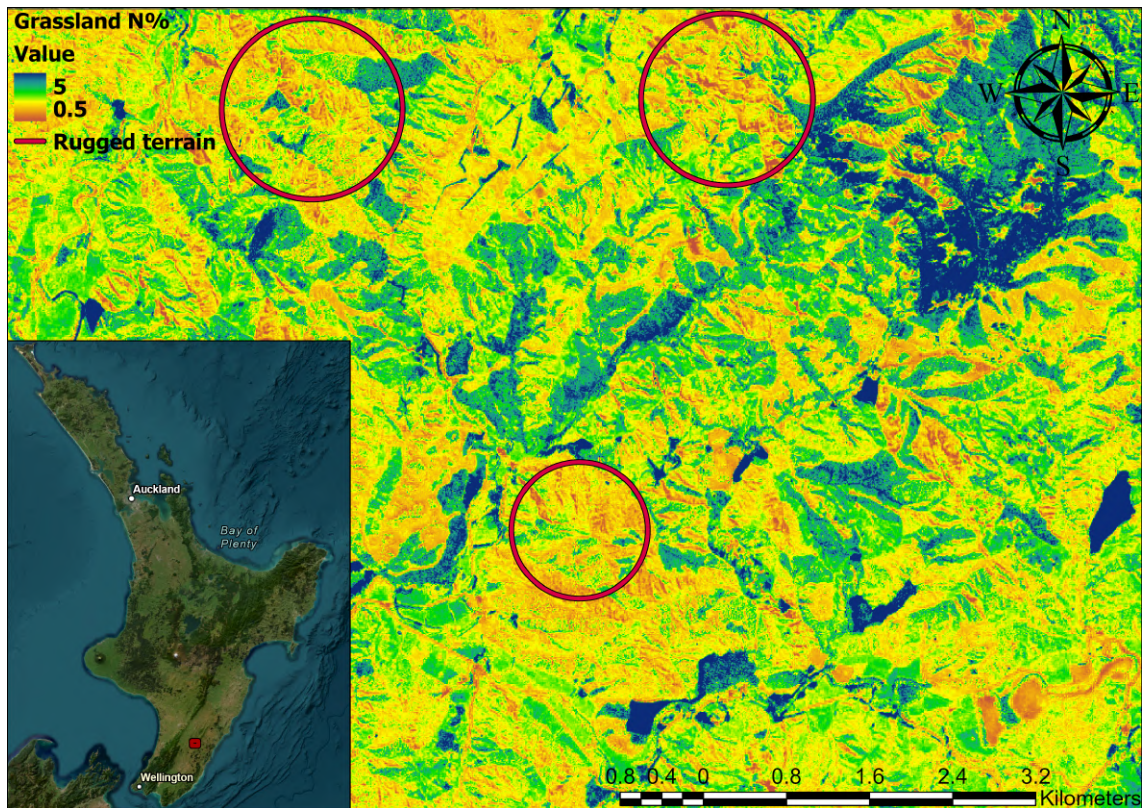 Grassland N%
Value
5
0.5
Rugged terrain
N
W E
S
Auckland
Bay of
Plenty
Wellington
0.8 0.4 0 0.8 1.6 2.4 3.2
Kilometers